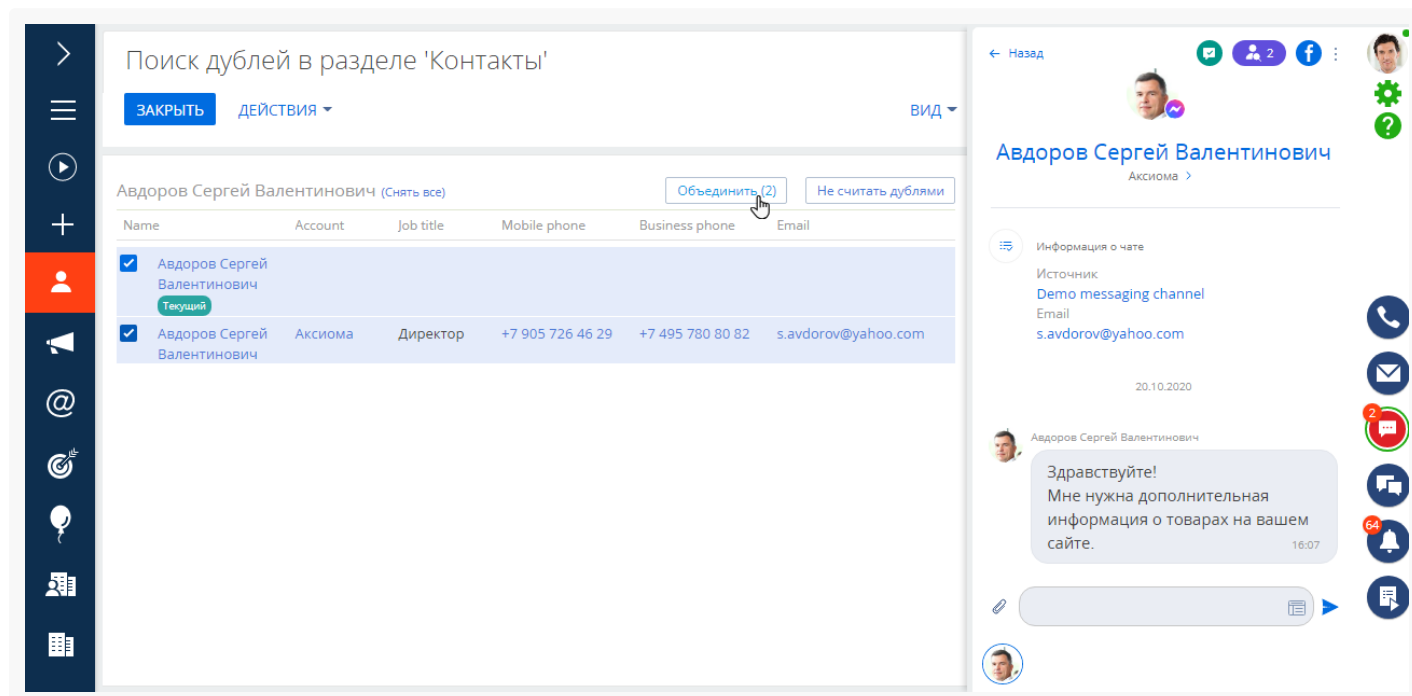 Поиск дублей в разделе 'Контакты'
ЗАКРЫТЬ ДЕЙСТВИЯ ВИД
Авдоров Сергей Валентинович (Снять все) Объединить (2) Не считать дублями
Name Account Job title Mobile phone Business phone Email
Авдоров Сергей
Валентинович
Текущий
Авдоров Сергей Аксиома Директор +7 905 726 46 29 +7 495 780 80 82 s.avdorov@yahoo.com
Валентинович
← Назад 2
Авдоров Сергей Валентинович
Аксиома >
Информация о чате
Источник
Demo messaging channel
Email
s.avdorov@yahoo.com
20.10.2020
Авдоров Сергей Валентинович
Здравствуйте!
Мне нужна дополнительная
информация о товарах на вашем
сайте. 16:07
2
64